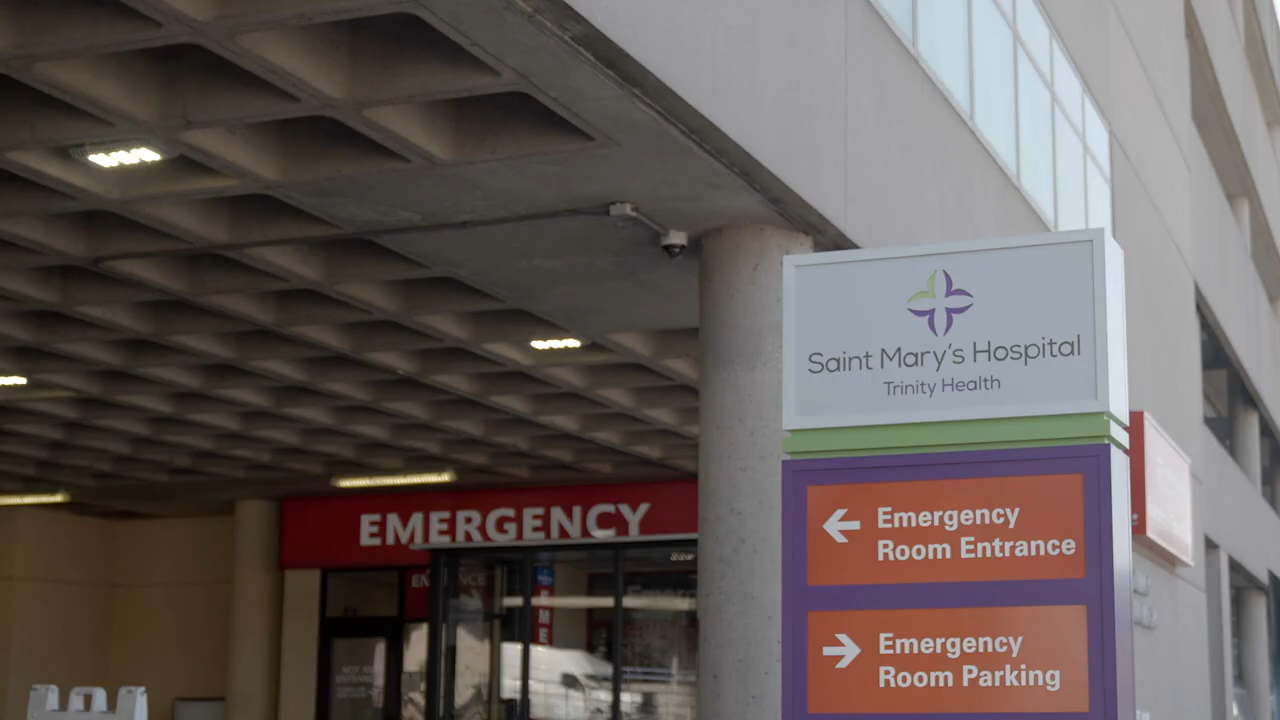 Saint Mary's Hospital
Trinity Health
Emergency
Room Entrance
Emergency
Room Parking
EMERGENCY